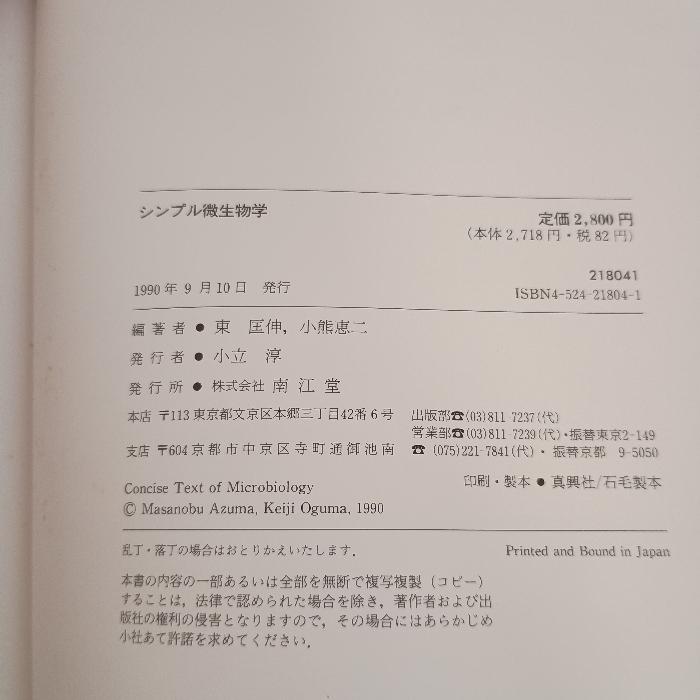 シンプル微生物学
定価 2,800 円
(本体 2,718 円・税 82 円)
218041
1990 年 9 月 10 日 発行
ISBN4-524-21804-1
編著者 ● 東 匡伸, 小熊恵二
発行者 ● 小立 淳
発行所 ● 株式会社 南江堂
本店 〒113 東京都文京区本郷三丁目42番6号 出版部☎(03)811-7237(代)
営業部☎(03)811-7239(代)・振替東京2-149
支店 〒604 京都市中京区寺町通御池南 ☎ (075)221-7841(代)・振替京都 9-5050
印刷・製本 ● 真興社/石毛製本
Concise Text of Microbiology
© Masanobu Azuma, Keiji Oguma, 1990
乱丁・落丁の場合はおとりかえいたします.
Printed and Bound in Japan
本書の内容の一部あるいは全部を無断で複写複製(コピー)
することは, 法律で認められた場合を除き, 著作者および出
版社の権利の侵害となりますので, その場合にはあらかじめ
小社あて許諾を求めてください.